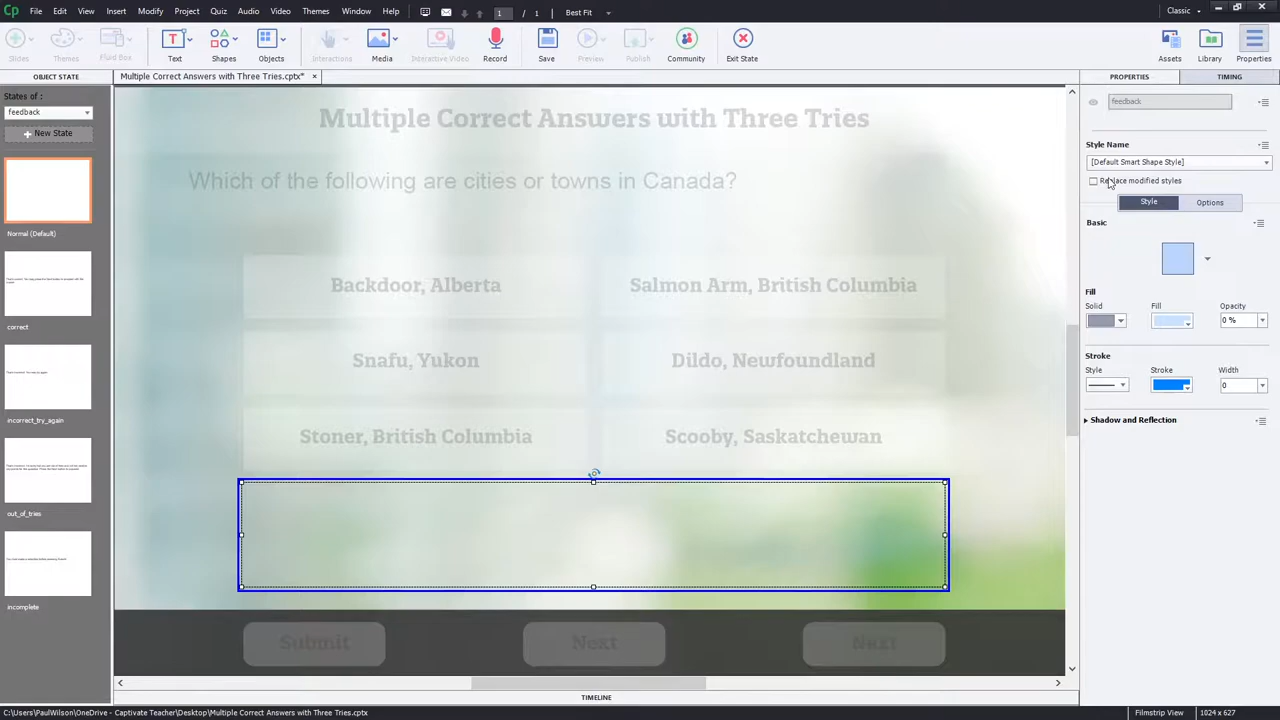 Cp File Edit View Insert Modify Project Quiz Audio Video Themes Window Help 1 / 1 Best Fit Classic
Slides Themes Fluid Box Text Shapes Objects Interactions Media Interactive Video Record Save Preview Publish Community Exit State Assets Library Properties
OBJECT STATE Multiple Correct Answers with Three Tries.cptx* × PROPERTIES TIMING
States of :
feedback
+ New State
Normal (Default)
correct
incorrect_try_again
out_of_tries
incomplete
Multiple Correct Answers with Three Tries
Which of the following are cities or towns in Canada?
Backdoor, Alberta Salmon Arm, British Columbia
Snafu, Yukon Dildo, Newfoundland
Stoner, British Columbia Scooby, Saskatchewan
Submit Next Next
feedback
Style Name
[Default Smart Shape Style]
Replace modified styles
Style Options
Basic
Fill
Solid Fill Opacity
0 %
Stroke
Style Stroke Width
0
Shadow and Reflection
TIMELINE
C:\Users\PaulWilson\OneDrive - Captivate Teacher\Desktop\Multiple Correct Answers with Three Tries.cptx Filmstrip View 1024 x 627